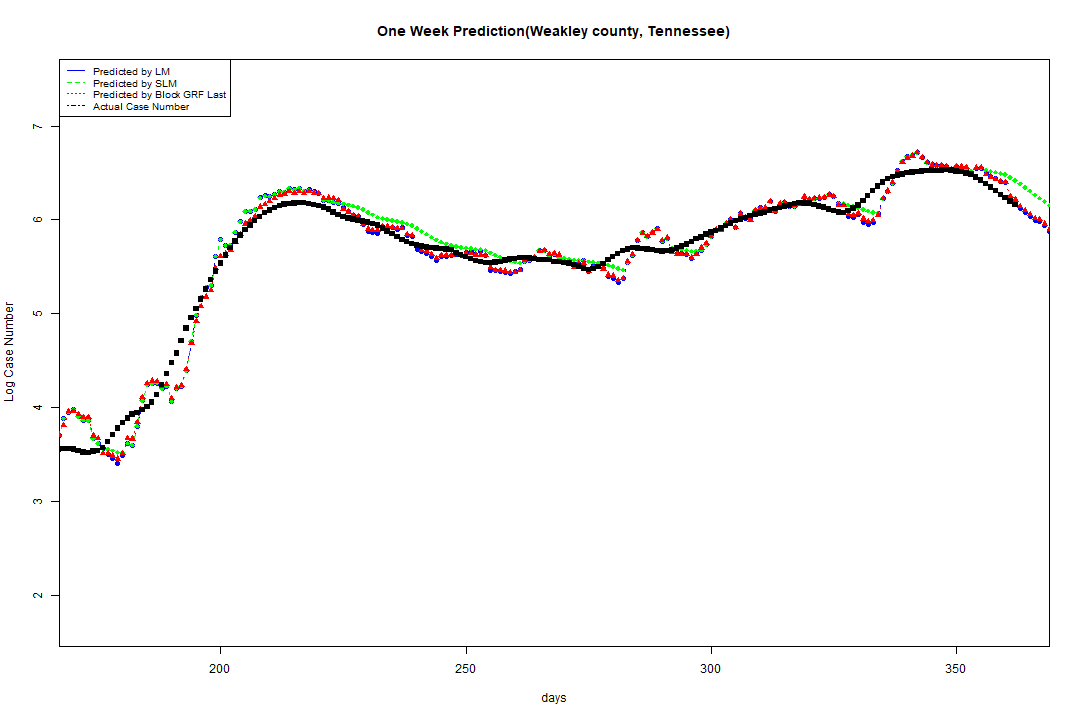 One Week Prediction(Weakley county, Tennessee)
Predicted by LM
Predicted by SLM
Predicted by Block GRF Last
Actual Case Number
7
6
5
4
3
2
Log Case Number
200 250 300 350
days